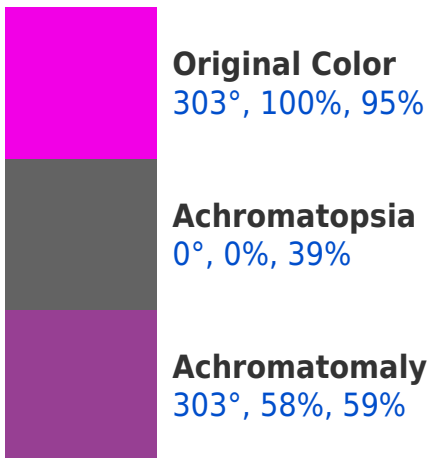 Original Color
303°, 100%, 95%
Achromatopsia
0°, 0%, 39%
Achromatomaly
303°, 58%, 59%